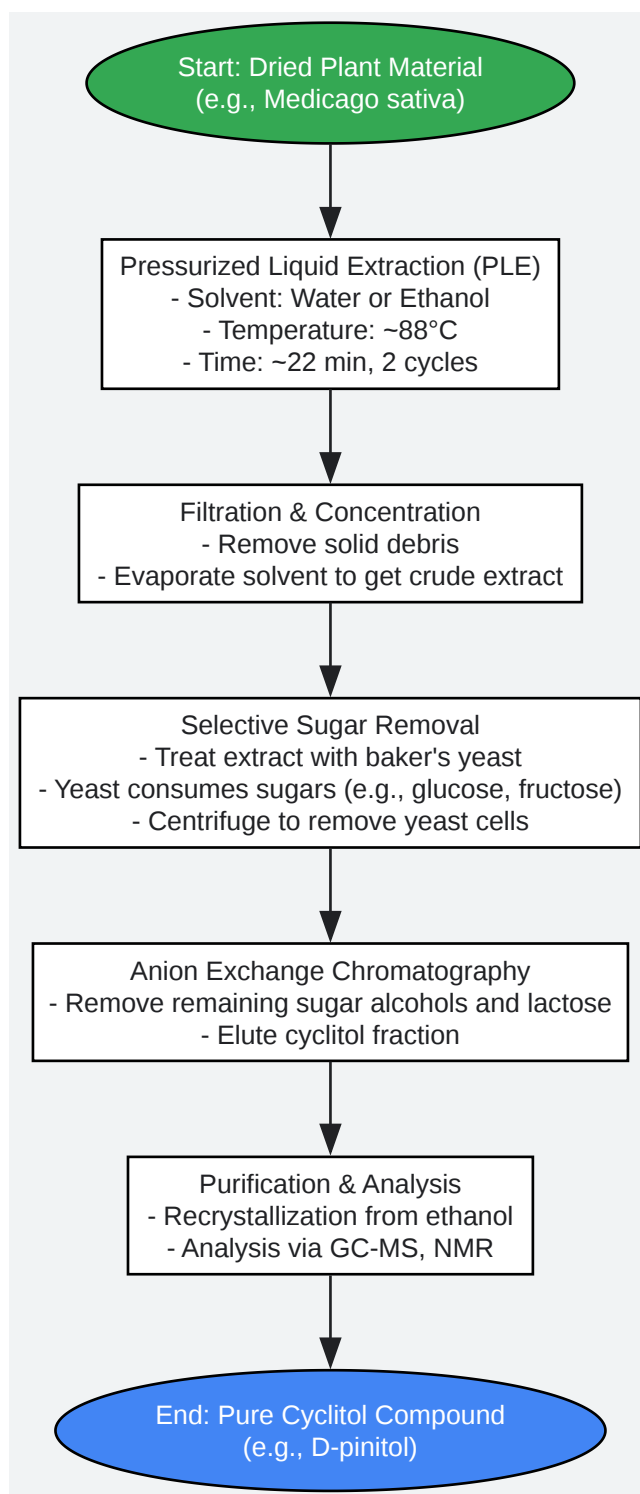 Start: Dried Plant Material
(e.g., Medicago sativa)
Pressurized Liquid Extraction (PLE)
- Solvent: Water or Ethanol
- Temperature: ~88°C
- Time: ~22 min, 2 cycles
Filtration & Concentration
- Remove solid debris
- Evaporate solvent to get crude extract
Selective Sugar Removal
- Treat extract with baker's yeast
- Yeast consumes sugars (e.g., glucose, fructose)
- Centrifuge to remove yeast cells
Anion Exchange Chromatography
- Remove remaining sugar alcohols and lactose
- Elute cyclitol fraction
Purification & Analysis
- Recrystallization from ethanol
- Analysis via GC-MS, NMR
End: Pure Cyclitol Compound
(e.g., D-pinitol)